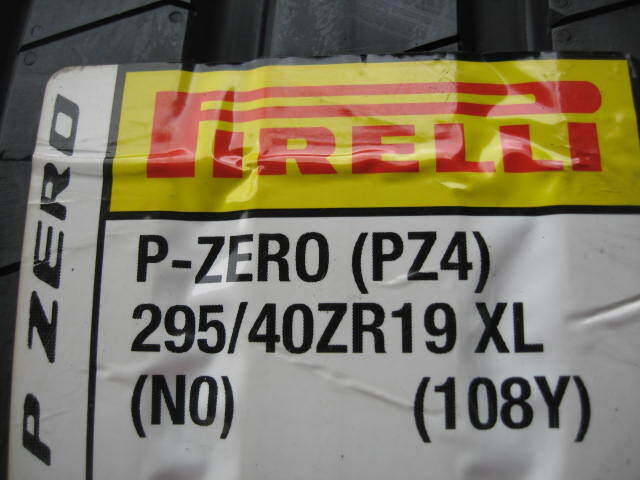 PIRELLI
P ZERO
P-ZERO (PZ4)
295/40ZR19 XL
(N0) (108Y)